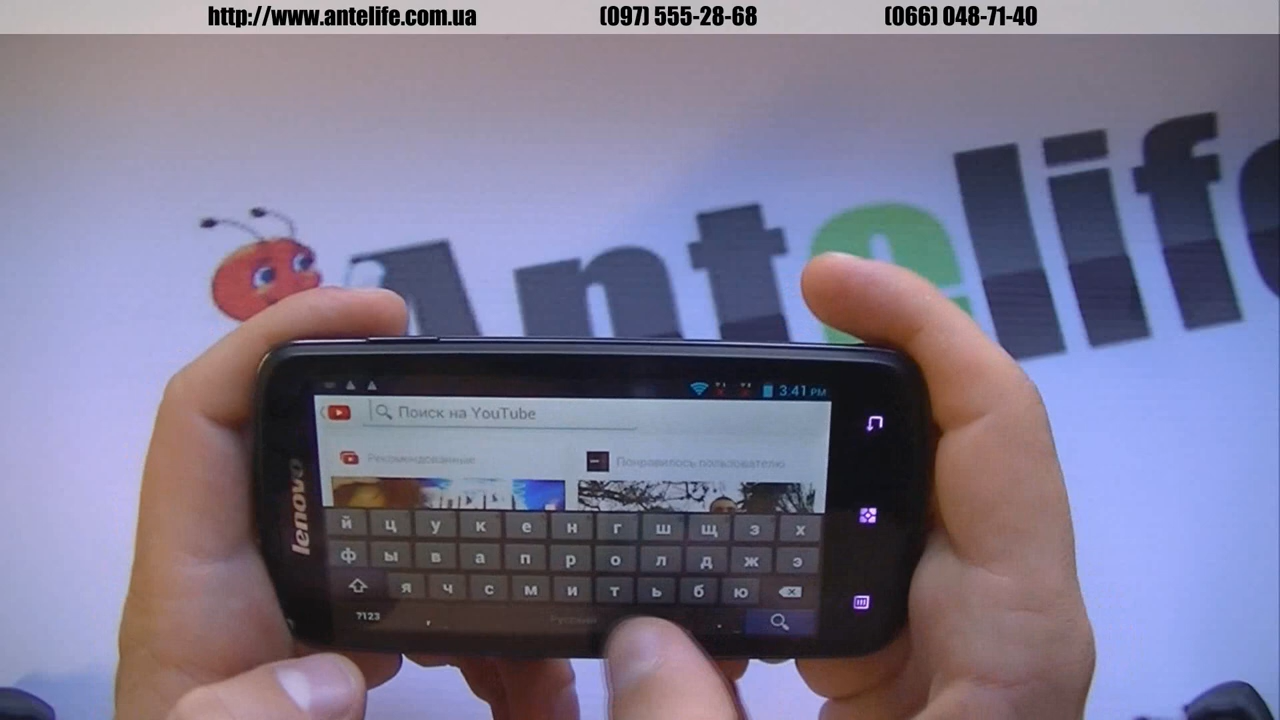 http://www.antelife.com.ua (097) 555-28-68 (066) 048-71-40
Antelife
lenovo
3:41 PM
Поиск на YouTube
Рекомендованные Понравилось пользователю
й ц у к е н г ш щ з х
ф ы в а п р о л д ж э
я ч с м и т ь б ю
?123 , Русский .